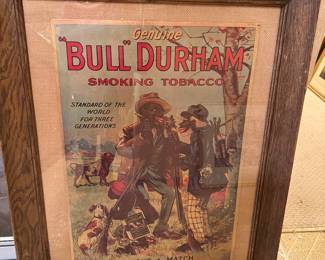 Genuine
"BULL" DURHAM
SMOKING TOBACCO
STANDARD OF THE
WORLD
FOR THREE
GENERATIONS
A MATCH